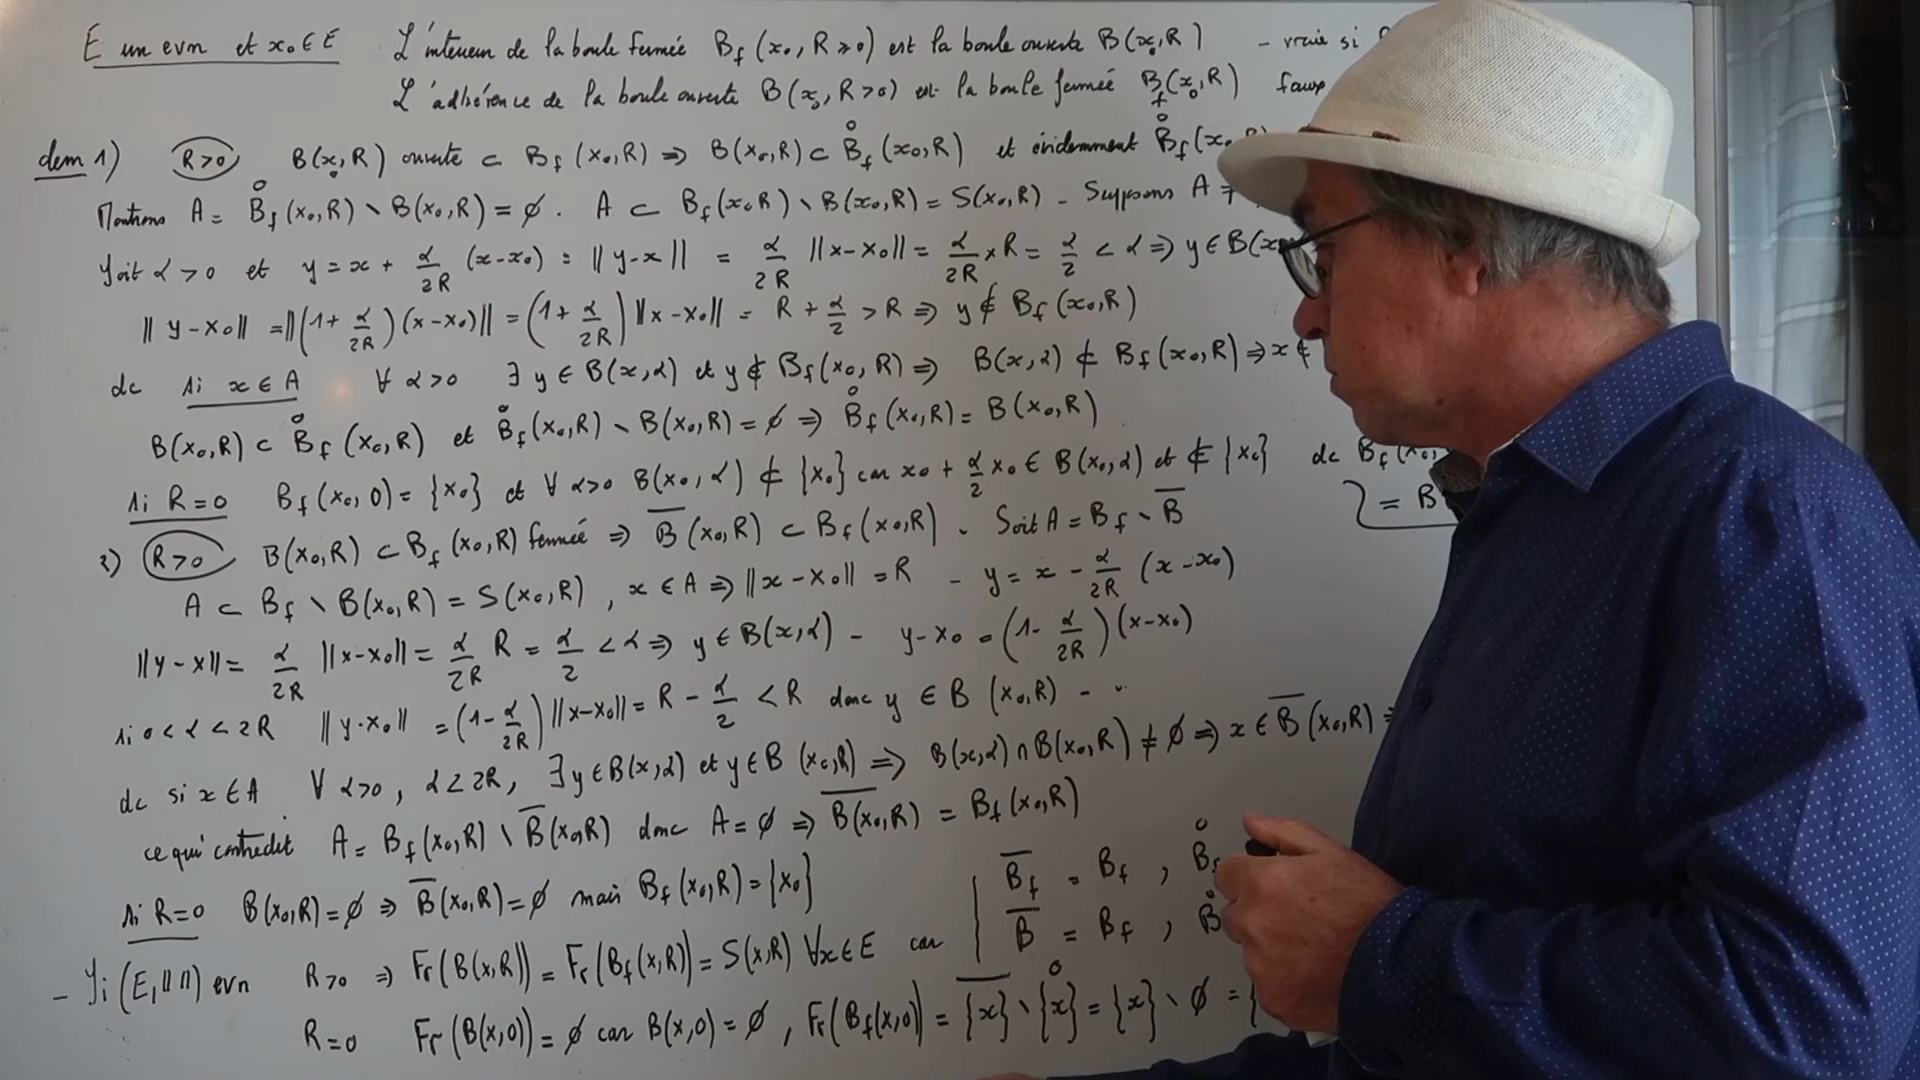 E un evn et x₀ ∈ E L'intérieur de la boule fermée B_f (x₀, R ⩾ 0) est la boule ouverte B(x₀, R) - vraie si
L'adhérence de la boule ouverte B(x₀, R > 0) est la boule fermée B_f(x₀, R) faux
dem 1) R>0 B(x₀, R) ouverte ⊂ B_f (x₀, R) ⇒ B(x₀, R) ⊂ B̊_f (x₀, R) et évidemment B̊_f (x₀
Montrons A = B̊_f (x₀, R) \ B(x₀, R) = ∅. A ⊂ B_f (x₀ R) \ B(x₀, R) = S(x₀, R) - Supposons A ≠
Soit α > 0 et y = x + α/2R (x - x₀) : ||y - x|| = α/2R ||x - x₀|| = α/2R × R = α/2 < α ⇒ y ∈ B(x
|| y - x₀ || = ||(1 + α/2R)(x - x₀)|| = (1 + α/2R) ||x - x₀|| = R + α/2 > R ⇒ y ∉ B_f (x₀, R)
dc si x ∈ A ∀ α > 0 ∃ y ∈ B(x, α) et y ∉ B_f (x₀, R) ⇒ B(x, α) ⊄ B_f (x₀, R) ⇒ x ∉
B(x₀, R) ⊂ B̊_f (x₀, R) et B̊_f (x₀, R) \ B(x₀, R) = ∅ ⇒ B̊_f (x₀, R) = B(x₀, R)
si R = 0 B_f (x₀, 0) = {x₀} et ∀ α>0 B(x₀, α) ⊄ {x₀} car x₀ + α/2 x₀ ∈ B(x₀, α) et ∉ {x₀} dc B_f (x₀,
= B
2) R>0 B(x₀, R) ⊂ B_f (x₀, R) fermée ⇒ B̅ (x₀, R) ⊂ B_f (x₀, R) - Soit A = B_f \ B̅
A ⊂ B_f \ B(x₀, R) = S(x₀, R), x ∈ A ⇒ ||x - x₀|| = R - y = x - α/2R (x - x₀)
||y - x|| = α/2R ||x - x₀|| = α/2R R = α/2 < α ⇒ y ∈ B(x, α) - y - x₀ = (1 - α/2R)(x - x₀)
si 0 < α < 2R ||y - x₀|| = (1 - α/2R) ||x - x₀|| = R - α/2 < R donc y ∈ B (x₀, R) -
dc si x ∈ A ∀ α>0, α < 2R, ∃ y ∈ B(x, α) et y ∈ B (x₀, R) ⇒ B(x, α) ∩ B(x₀, R) ≠ ∅ ⇒ x ∈ B̅ (x₀, R) ⇒
ce qui contredit A = B_f (x₀, R) \ B̅ (x₀, R) donc A = ∅ ⇒ B̅(x₀, R) = B_f (x₀, R)
si R = 0 B(x₀, R) = ∅ ⇒ B̅ (x₀, R) = ∅ mais B_f (x₀, R) = {x₀}
B̅_f = B_f , B̊_f
B̅ = B_f , B̊
- Si (E, || ||) evn R>0 ⇒ Fr(B(x, R)) = Fr(B_f (x, R)) = S(x, R) ∀x ∈ E car
R = 0 Fr(B(x, 0)) = ∅ car B(x, 0) = ∅ , Fr(B_f (x, 0)) = \overline{{x}} \ {x}° = {x} \ ∅ = {